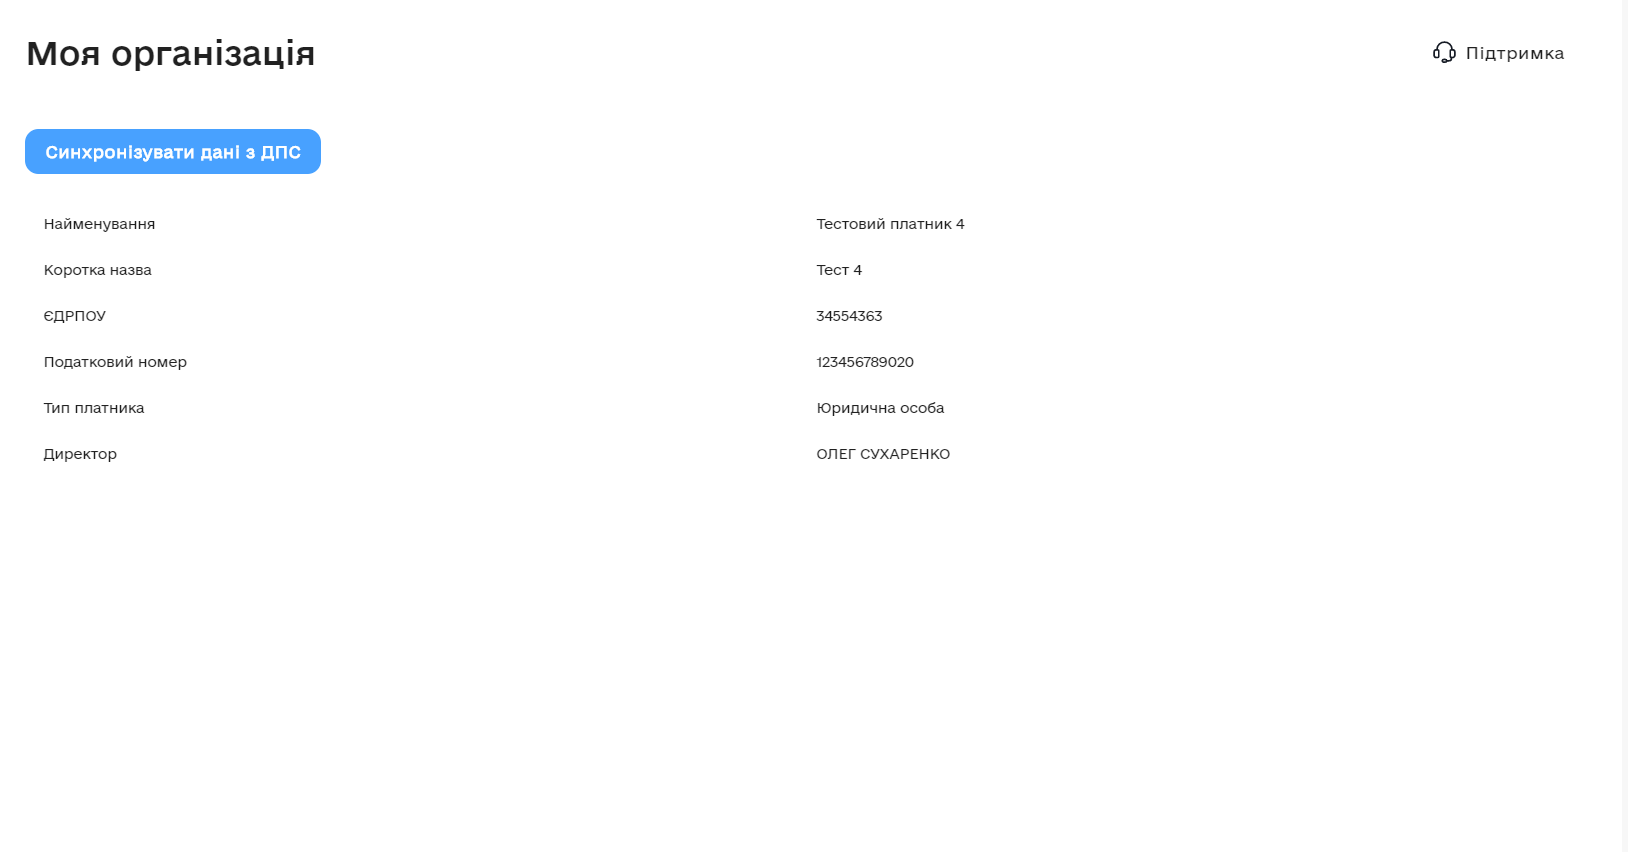 Моя організація
Підтримка
Синхронізувати дані з ДПС
Найменування Тестовий платник 4
Коротка назва Тест 4
ЄДРПОУ 34554363
Податковий номер 123456789020
Тип платника Юридична особа
Директор ОЛЕГ СУХАРЕНКО